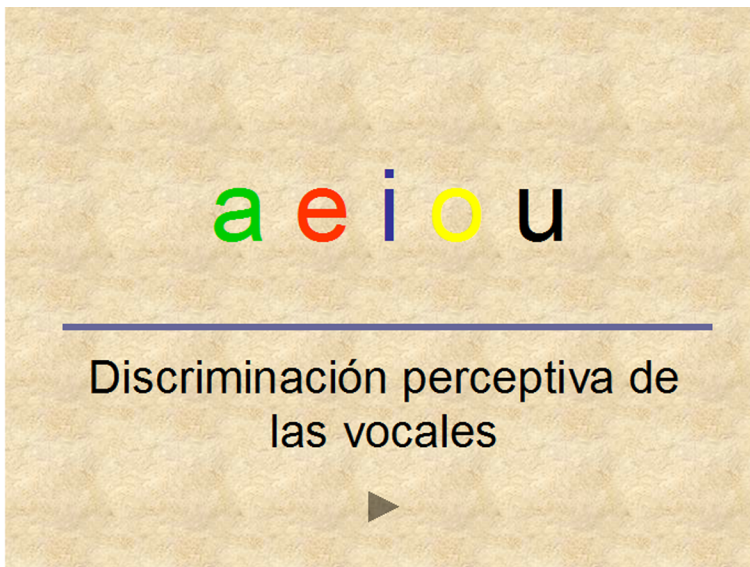 a e i o u
Discriminación perceptiva de
las vocales